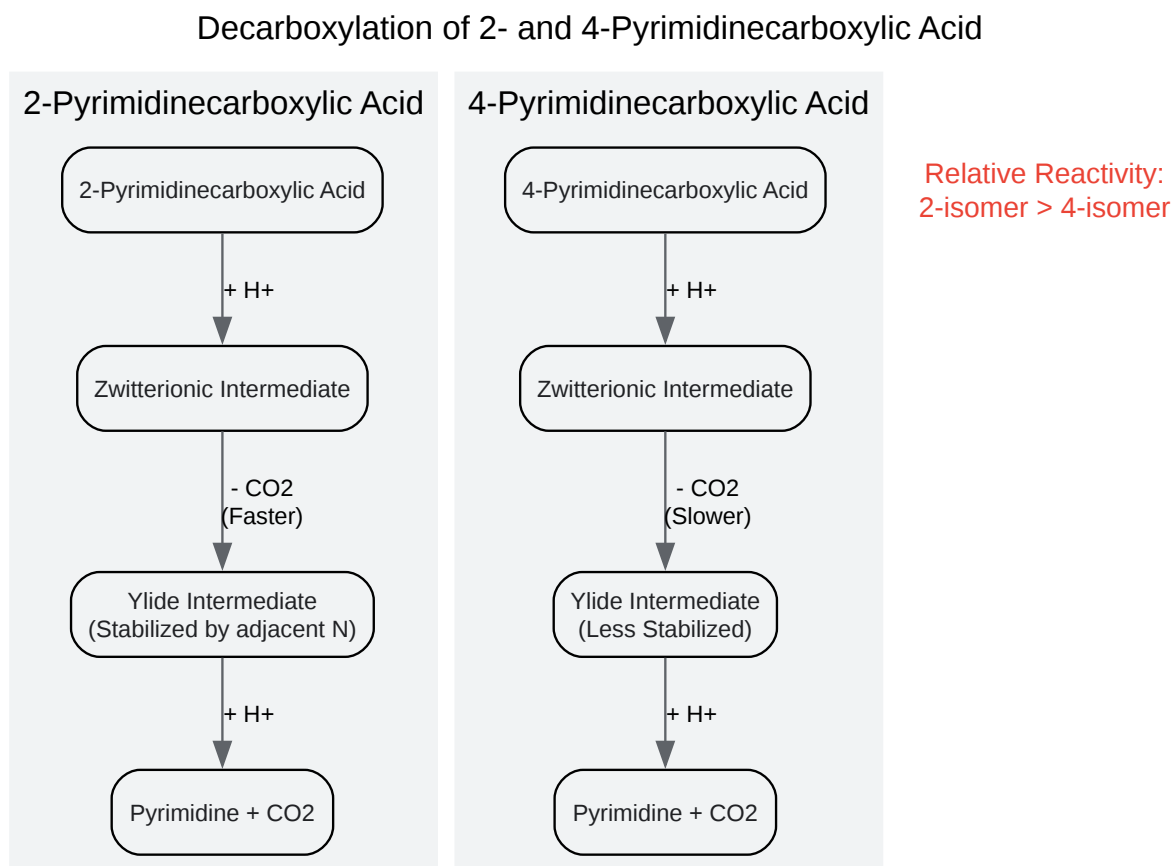 Decarboxylation of 2- and 4-Pyrimidinecarboxylic Acid
2-Pyrimidinecarboxylic Acid
2-Pyrimidinecarboxylic Acid
+ H+
Zwitterionic Intermediate
- CO2
(Faster)
Ylide Intermediate
(Stabilized by adjacent N)
+ H+
Pyrimidine + CO2
4-Pyrimidinecarboxylic Acid
4-Pyrimidinecarboxylic Acid
+ H+
Zwitterionic Intermediate
- CO2
(Slower)
Ylide Intermediate
(Less Stabilized)
+ H+
Pyrimidine + CO2
Relative Reactivity:
2-isomer > 4-isomer